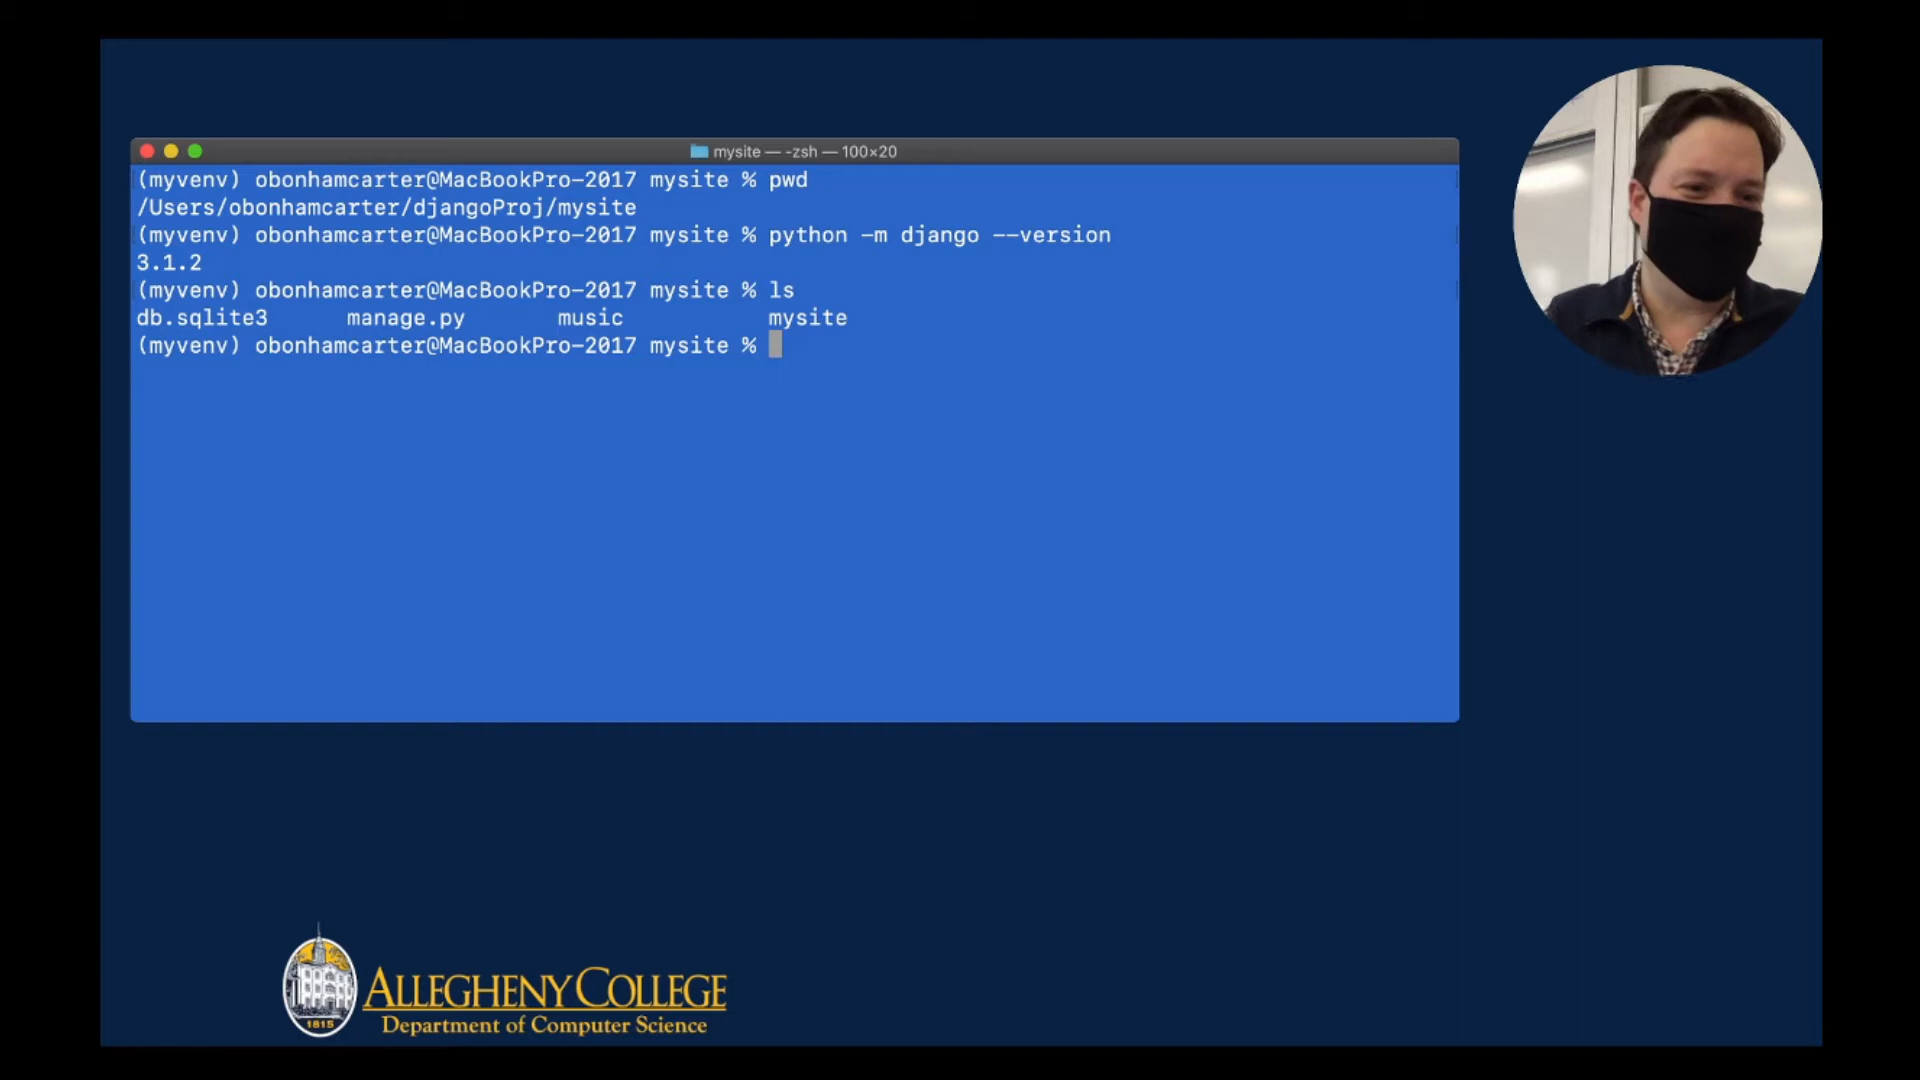 mysite — -zsh — 100×20
(myvenv) obonhamcarter@MacBookPro-2017 mysite % pwd
/Users/obonhamcarter/djangoProj/mysite
(myvenv) obonhamcarter@MacBookPro-2017 mysite % python -m django --version
3.1.2
(myvenv) obonhamcarter@MacBookPro-2017 mysite % ls
db.sqlite3 manage.py music mysite
(myvenv) obonhamcarter@MacBookPro-2017 mysite %
1815
ALLEGHENY COLLEGE
Department of Computer Science